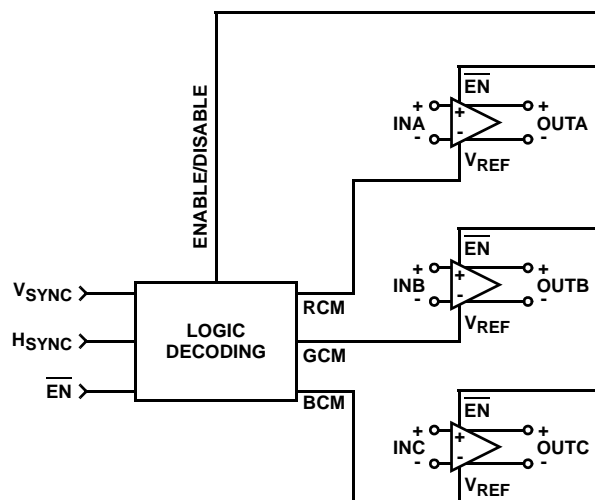 ENABLE/DISABLE
EN
+ + +
INA OUTA
- - -
VREF
EN
VSYNC
+ + +
INB OUTB
- - -
RCM
VREF
HSYNC
LOGIC
DECODING
GCM
EN
BCM
EN
+ + +
INC OUTC
- - -
VREF